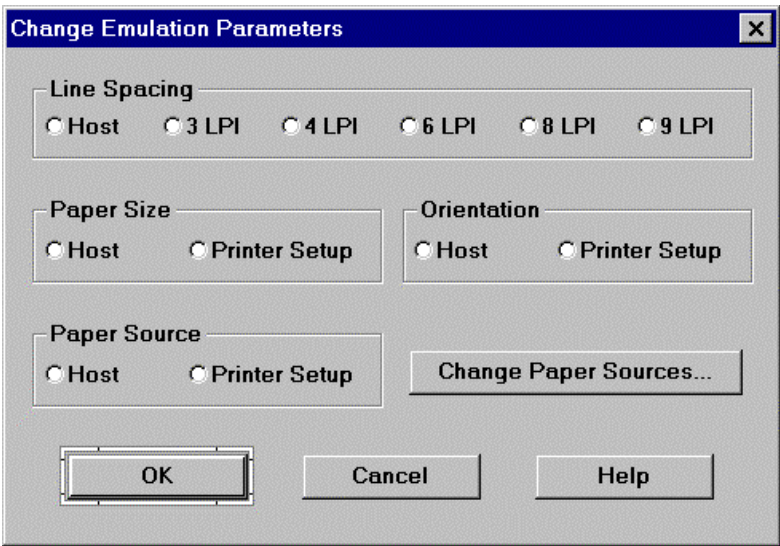 Change Emulation Parameters
Line Spacing
Host 3 LPI 4 LPI 6 LPI 8 LPI 9 LPI
Paper Size
Host Printer Setup
Orientation
Host Printer Setup
Paper Source
Host Printer Setup
Change Paper Sources...
OK Cancel Help